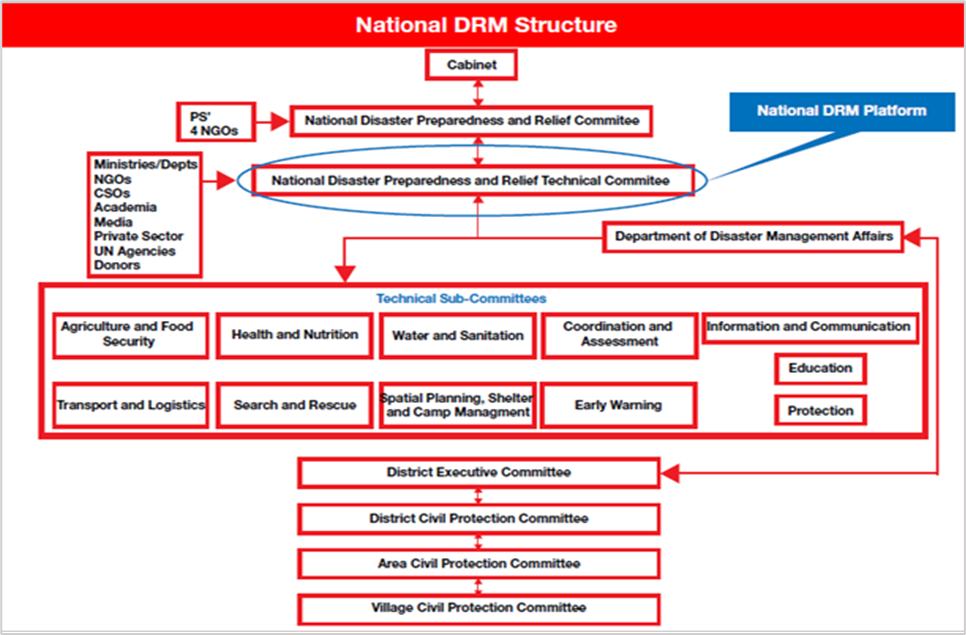 National DRM Structure
Cabinet
PS'
4 NGOs
National Disaster Preparedness and Relief Commitee
National DRM Platform
Ministries/Depts
NGOs
CSOs
Academia
Media
Private Sector
UN Agencies
Donors
National Disaster Preparedness and Relief Technical Commitee
Department of Disaster Management Affairs
Technical Sub-Committees
Agriculture and Food
Security
Health and Nutrition
Water and Sanitation
Coordination and
Assessment
Information and Communication
Education
Protection
Transport and Logistics
Search and Rescue
Spatial Planning, Shelter
and Camp Managment
Early Warning
District Executive Committee
District Civil Protection Committee
Area Civil Protection Committee
Village Civil Protection Committee